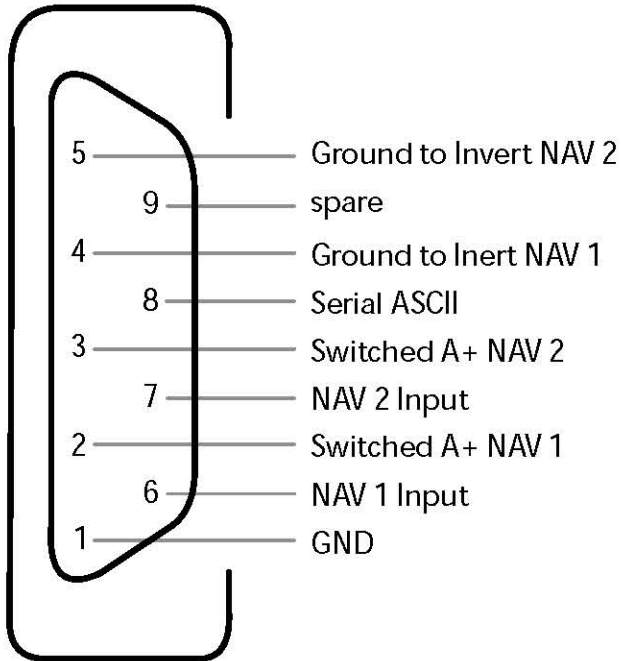 5 Ground to Invert NAV 2
9 spare
4 Ground to Inert NAV 1
8 Serial ASCII
3 Switched A+ NAV 2
7 NAV 2 Input
2 Switched A+ NAV 1
6 NAV 1 Input
1 GND